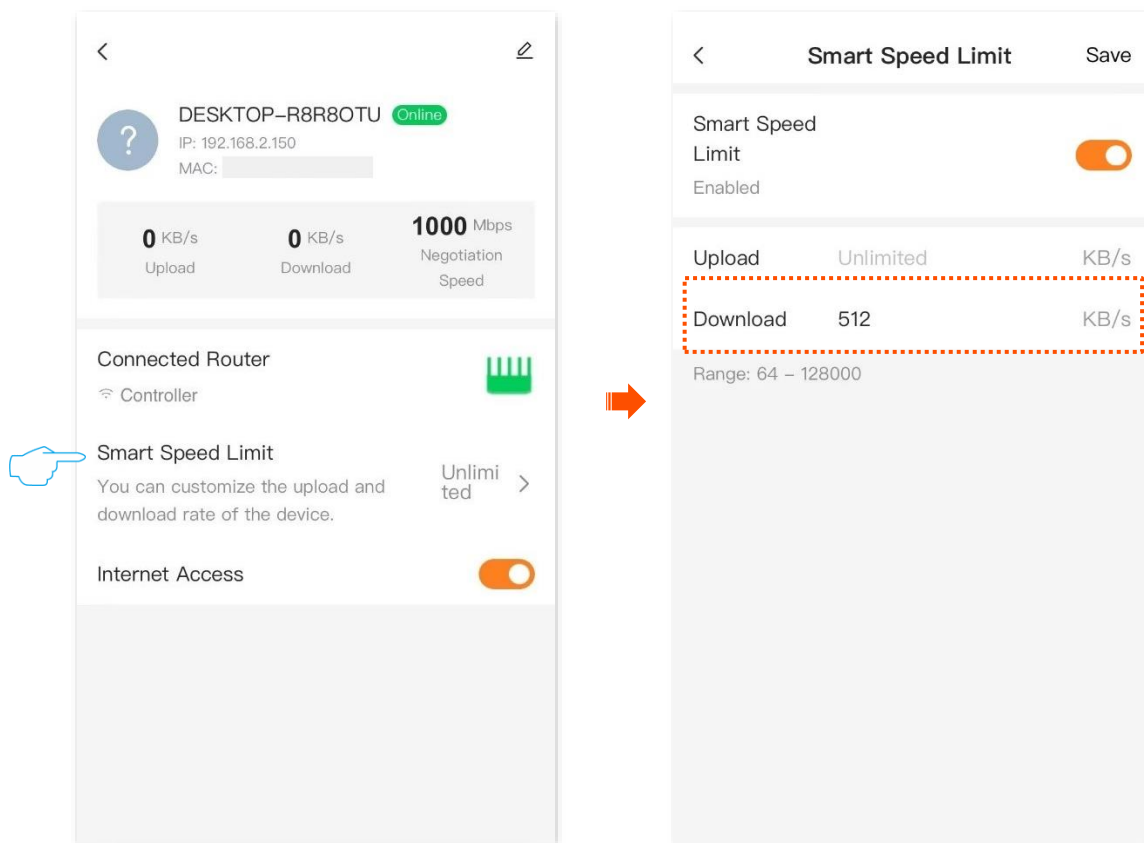 DESKTOP-R8R8OTU Online
IP: 192.168.2.150
MAC:
0 KB/s
Upload
0 KB/s
Download
1000 Mbps
Negotiation
Speed
Connected Router
Controller
Smart Speed Limit
You can customize the upload and
download rate of the device.
Unlimi
ted
Internet Access
Smart Speed Limit Save
Smart Speed
Limit
Enabled
Upload Unlimited KB/s
Download 512 KB/s
Range: 64 – 128000